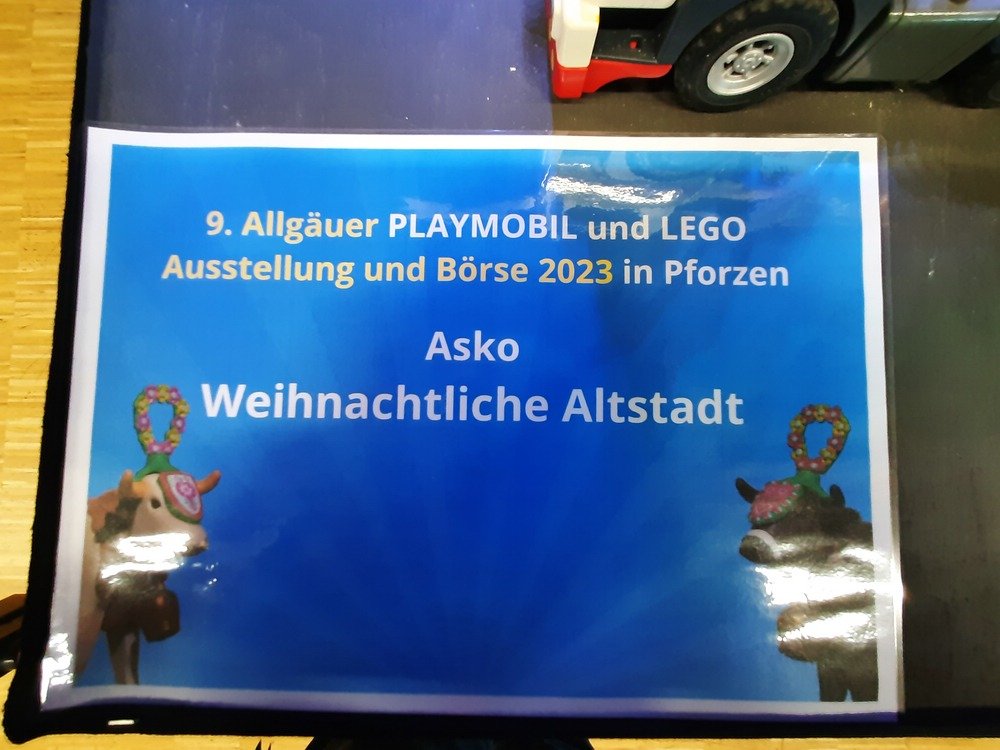 9. Allgäuer PLAYMOBIL und LEGO
Ausstellung und Börse 2023 in Pforzen
Asko
Weihnachtliche Altstadt